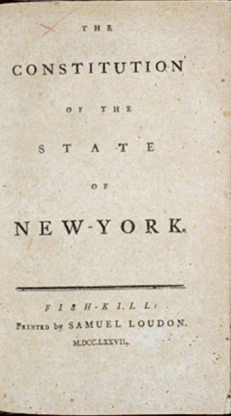 THE
CONSTITUTION
OF THE
STATE
OF
NEW-YORK.
FISH-KILL:
PRINTED by SAMUEL LOUDON.
M.DCC.LXXVII.